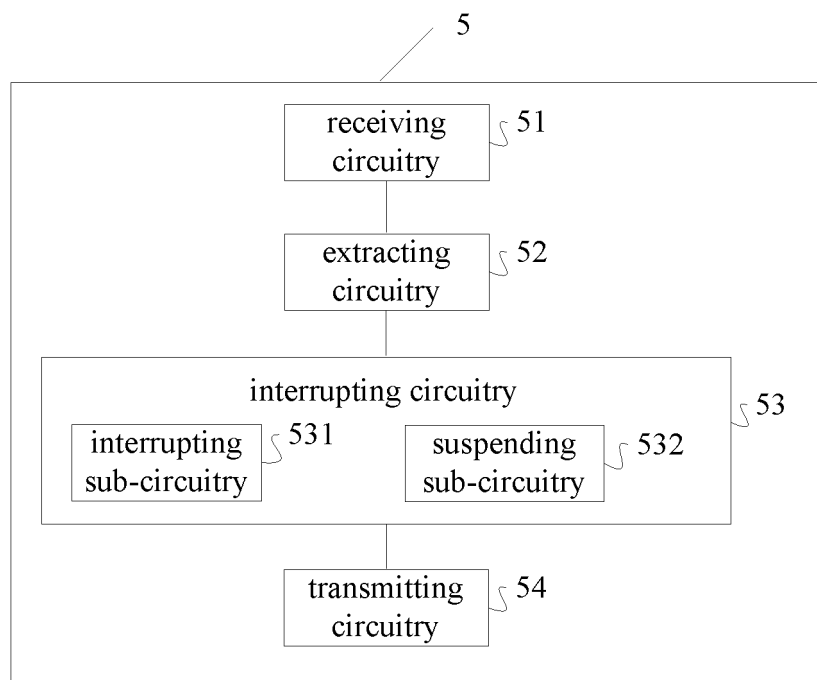 5
receiving
circuitry
51
extracting
circuitry
52
interrupting circuitry
53
interrupting
sub-circuitry
531
suspending
sub-circuitry
532
transmitting
circuitry
54